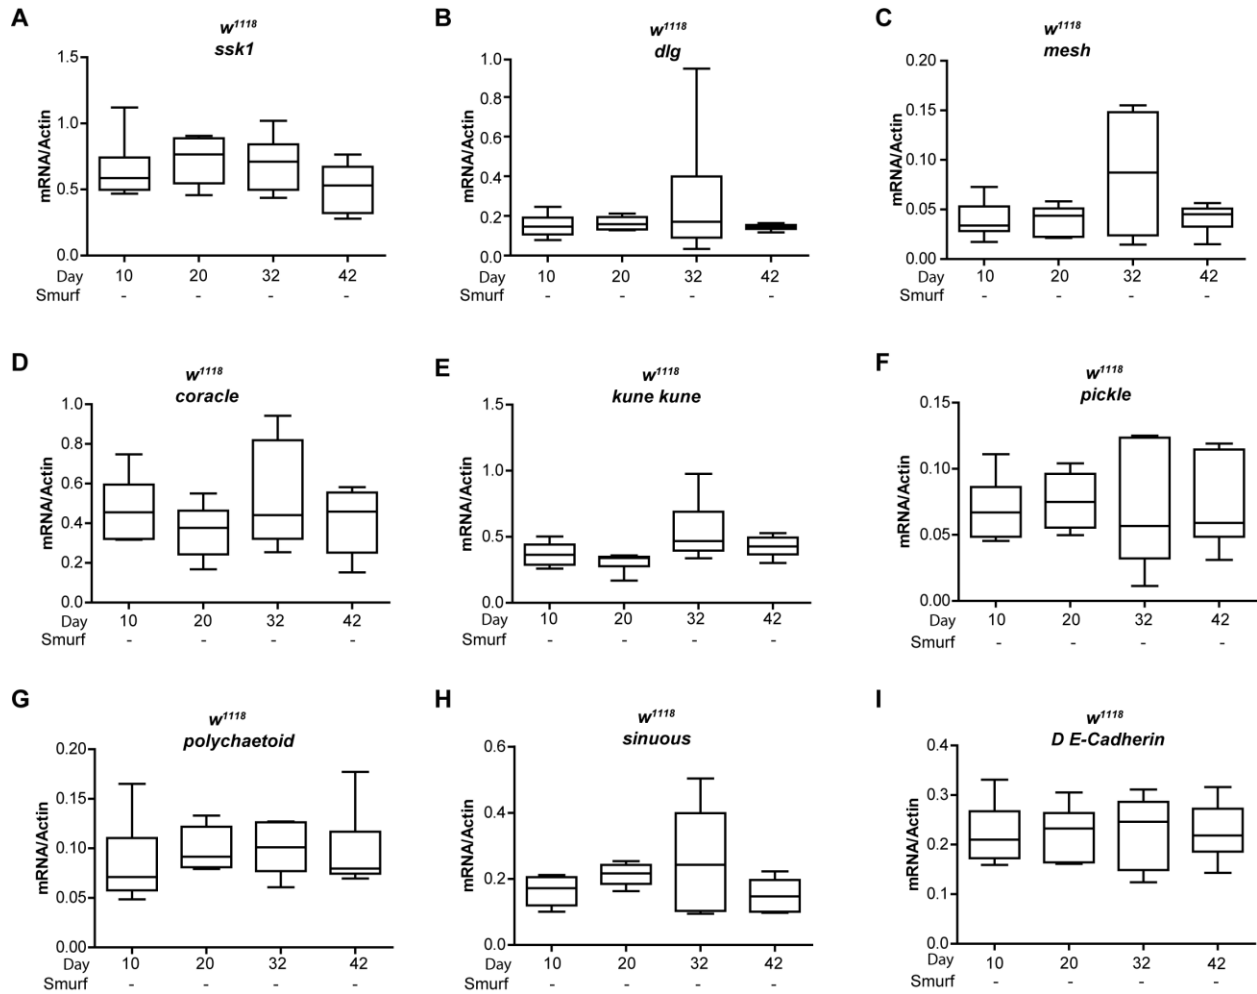 A
w1118
ssk1
mRNA/Actin
1.5
1.0
0.5
0.0
Day 10 20 32 42
Smurf - - - -
B
w1118
dlg
mRNA/Actin
1.0
0.8
0.6
0.4
0.2
0.0
Day 10 20 32 42
Smurf - - - -
C
w1118
mesh
mRNA/Actin
0.20
0.15
0.10
0.05
0.00
Day 10 20 32 42
Smurf - - - -
D
w1118
coracle
mRNA/Actin
1.0
0.8
0.6
0.4
0.2
0.0
Day 10 20 32 42
Smurf - - - -
E
w1118
kune kune
mRNA/Actin
1.5
1.0
0.5
0.0
Day 10 20 32 42
Smurf - - - -
F
w1118
pickle
mRNA/Actin
0.15
0.10
0.05
0.00
Day 10 20 32 42
Smurf - - - -
G
w1118
polychaetoid
mRNA/Actin
0.20
0.15
0.10
0.05
0.00
Day 10 20 32 42
Smurf - - - -
H
w1118
sinuous
mRNA/Actin
0.6
0.4
0.2
0.0
Day 10 20 32 42
Smurf - - - -
I
w1118
D E-Cadherin
mRNA/Actin
0.4
0.3
0.2
0.1
0.0
Day 10 20 32 42
Smurf - - - -